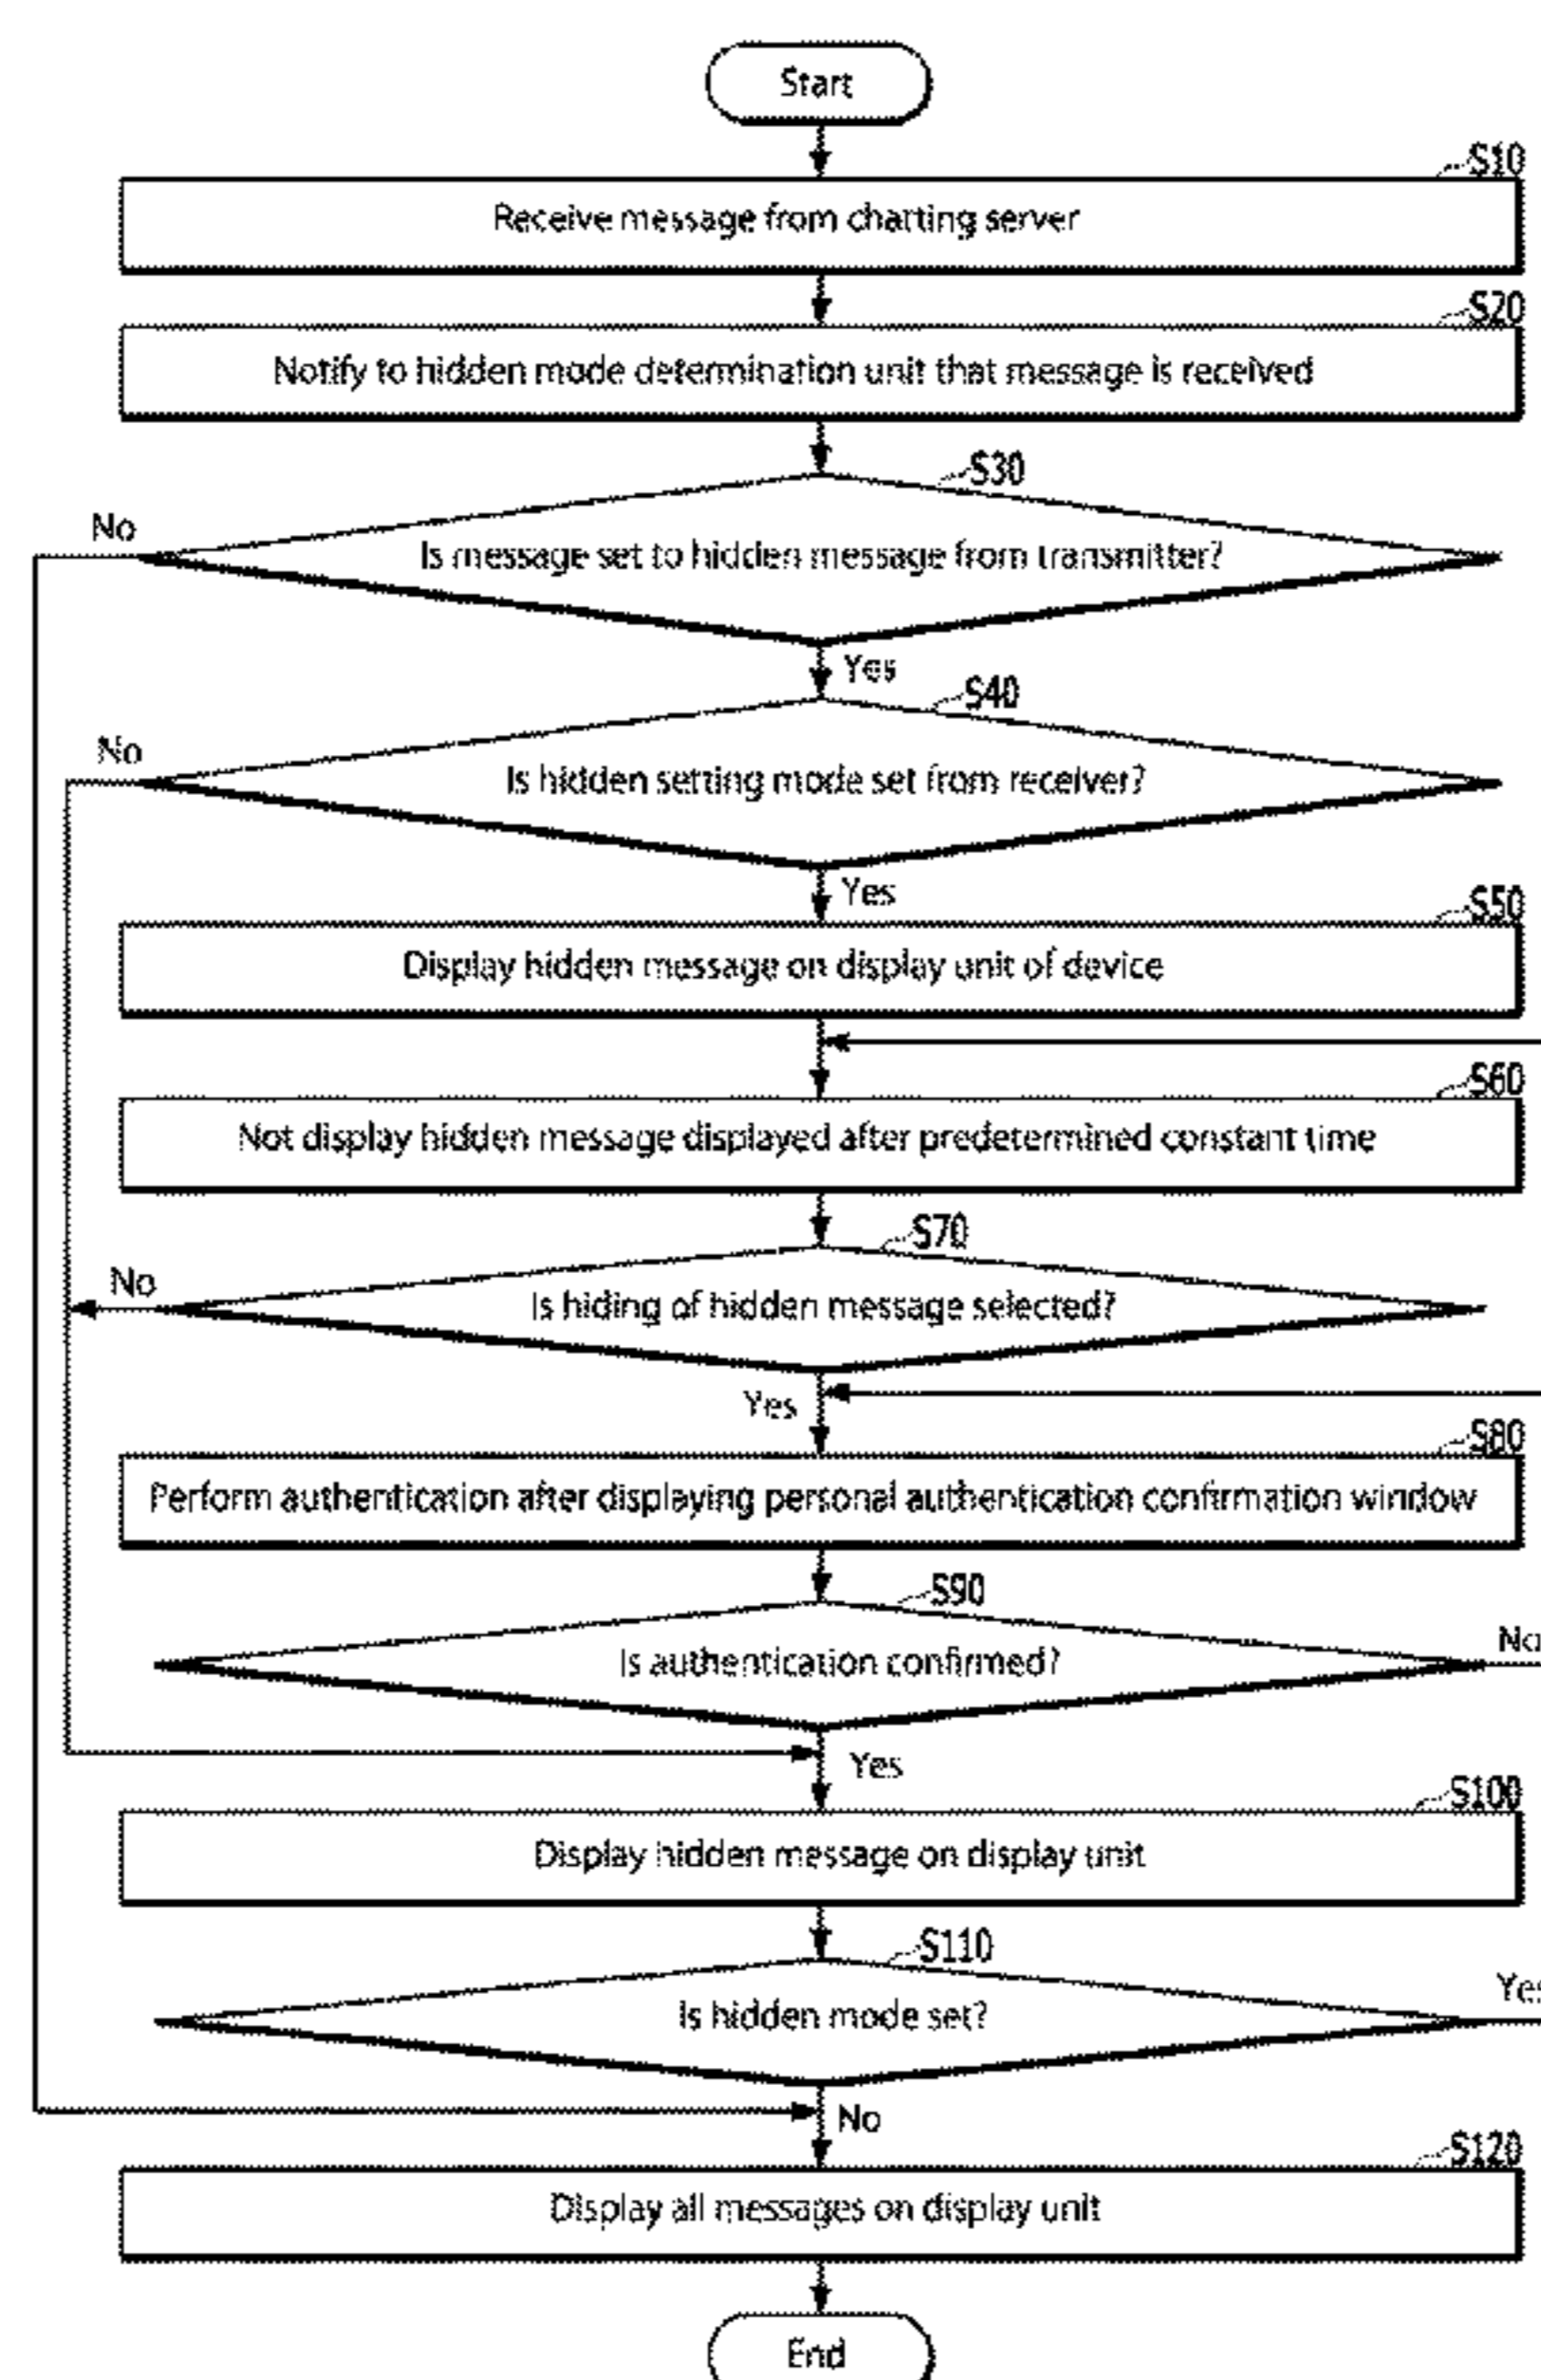 Start
S10
Receive message from chatting server
S20
Notify to hidden mode determination unit that message is received
S30
No
Is message set to hidden message from transmitter?
Yes
S40
No
Is hidden setting mode set from receiver?
Yes
S50
Display hidden message on display unit of device
S60
Not display hidden message displayed after predetermined constant time
S70
No
Is hiding of hidden message selected?
Yes
S80
Perform authentication after displaying personal authentication confirmation window
S90
No
Is authentication confirmed?
Yes
S100
Display hidden message on display unit
S110
Yes
Is hidden mode set?
No
S120
Display all messages on display unit
End